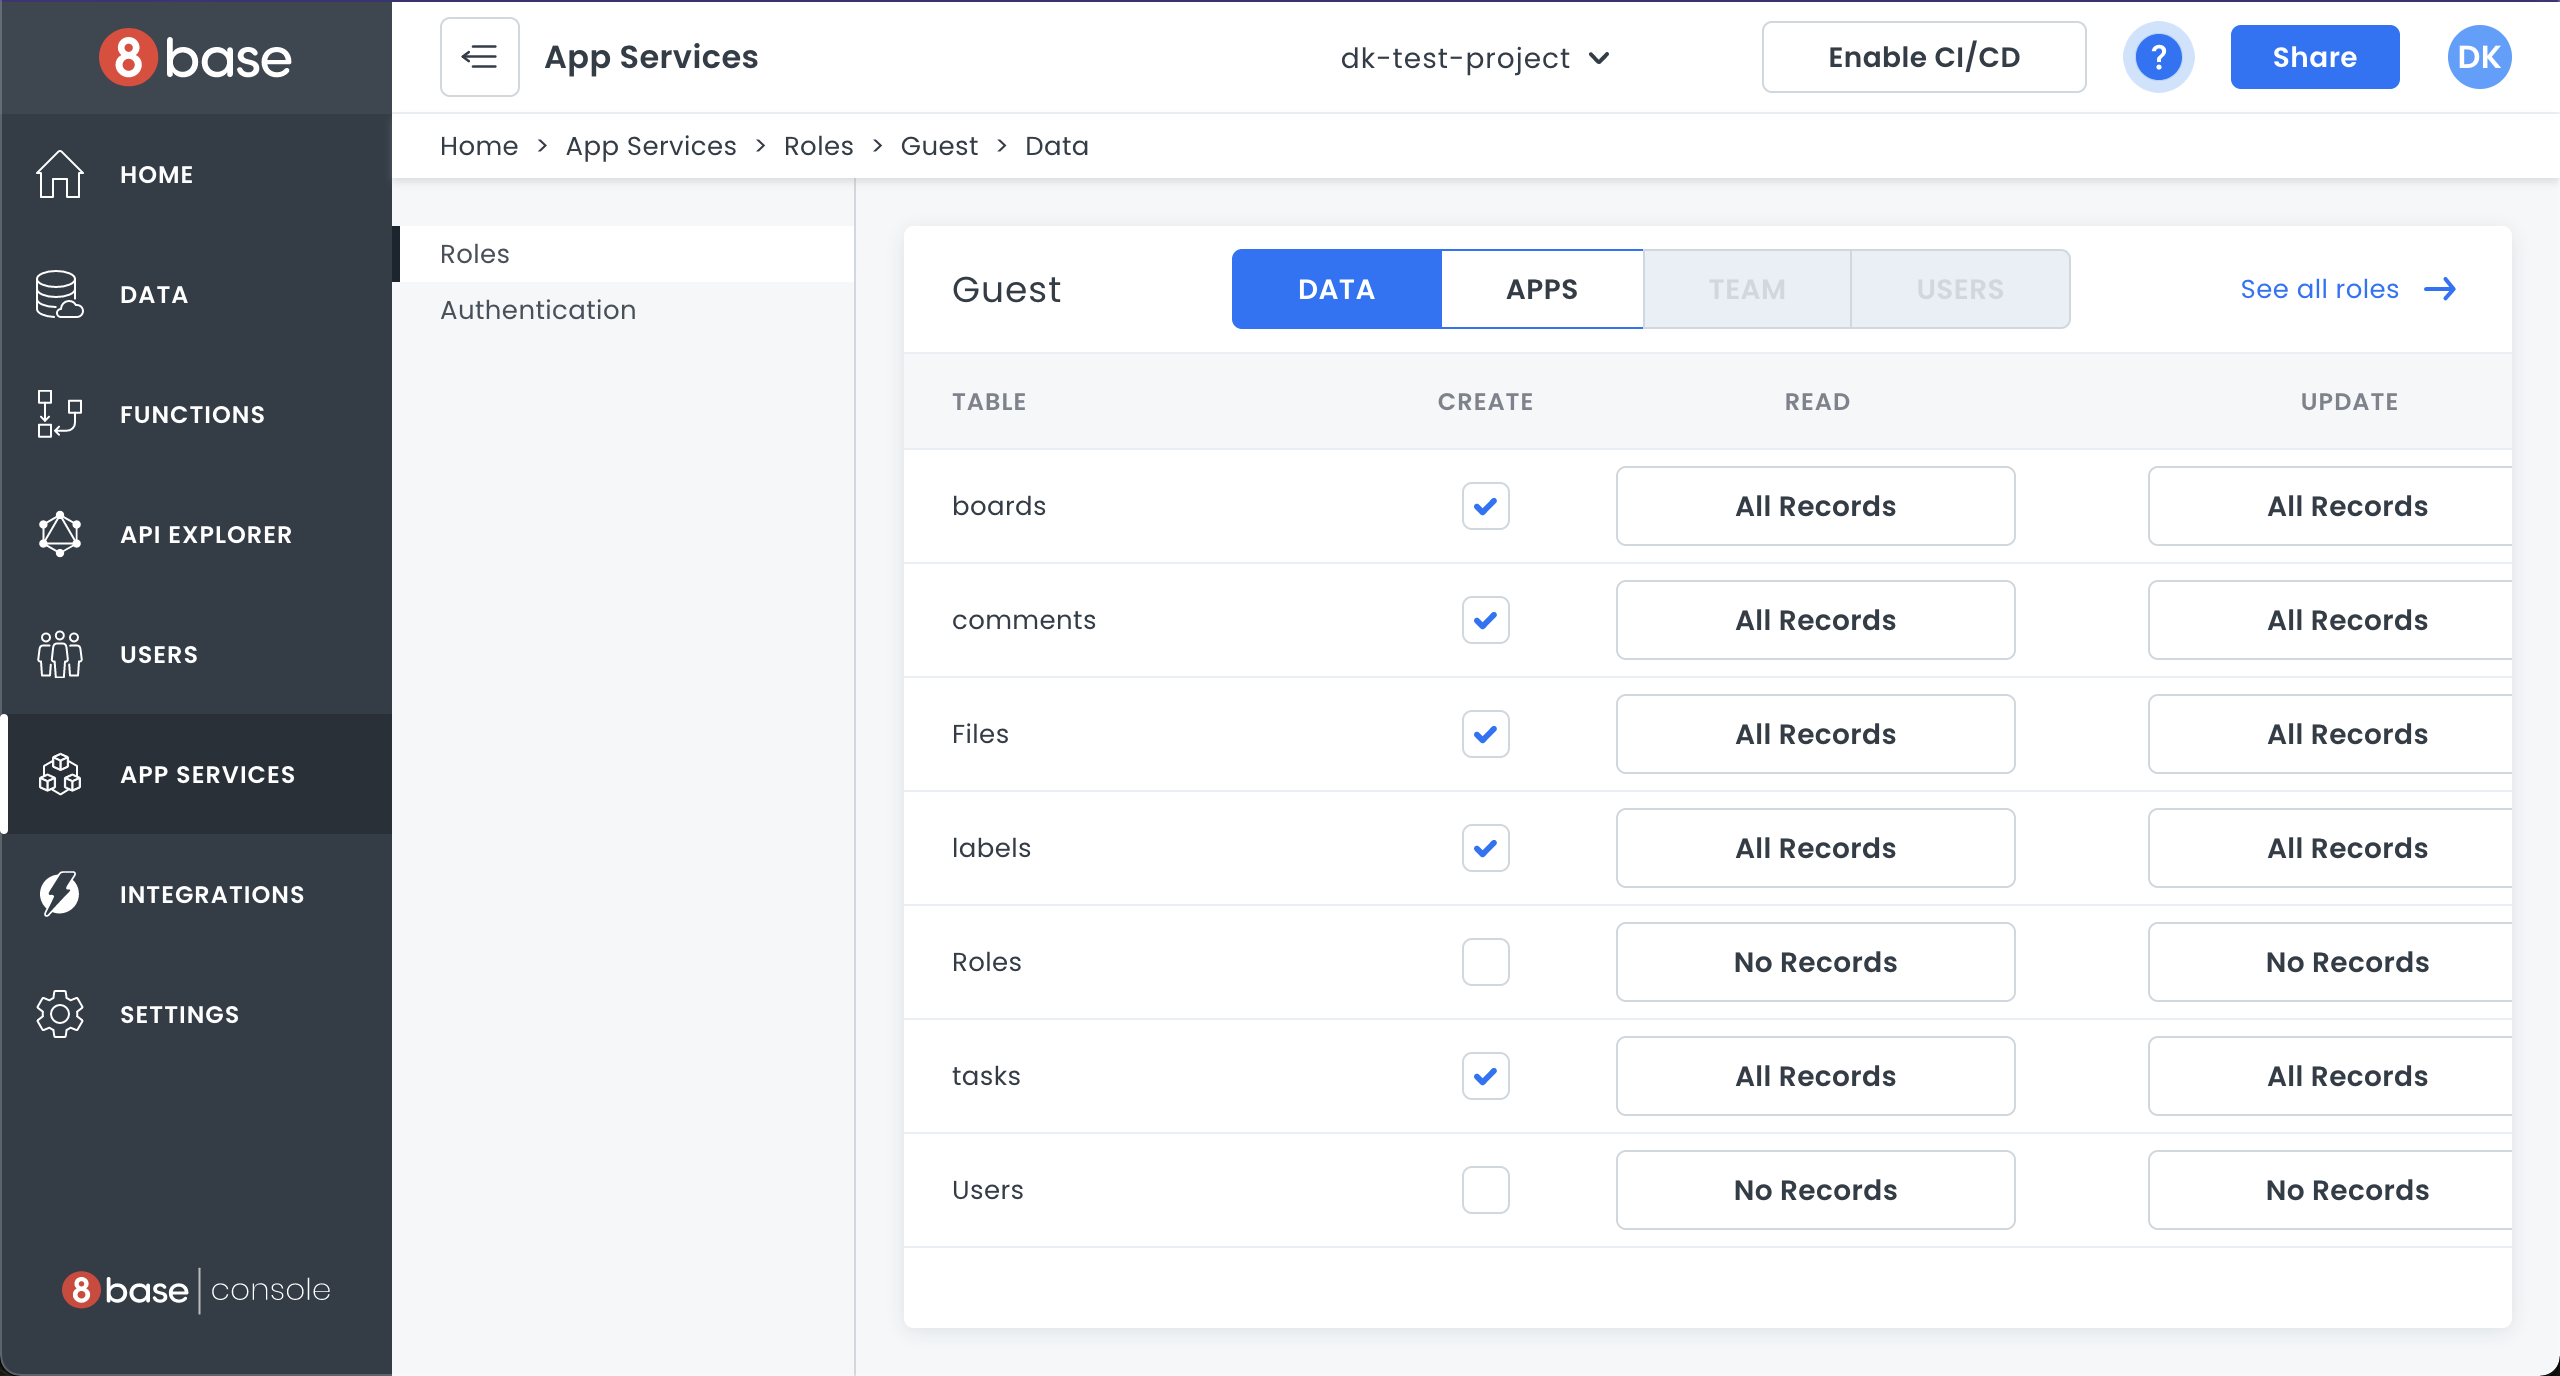 8base
App Services
dk-test-project
Enable CI/CD
?
Share
DK
Home > App Services > Roles > Guest > Data
HOME
DATA
FUNCTIONS
API EXPLORER
USERS
APP SERVICES
INTEGRATIONS
SETTINGS
8base | console
Roles
Authentication
Guest
DATA
APPS
TEAM
USERS
See all roles
TABLE CREATE READ UPDATE
boards All Records All Records
comments All Records All Records
Files All Records All Records
labels All Records All Records
Roles No Records No Records
tasks All Records All Records
Users No Records No Records